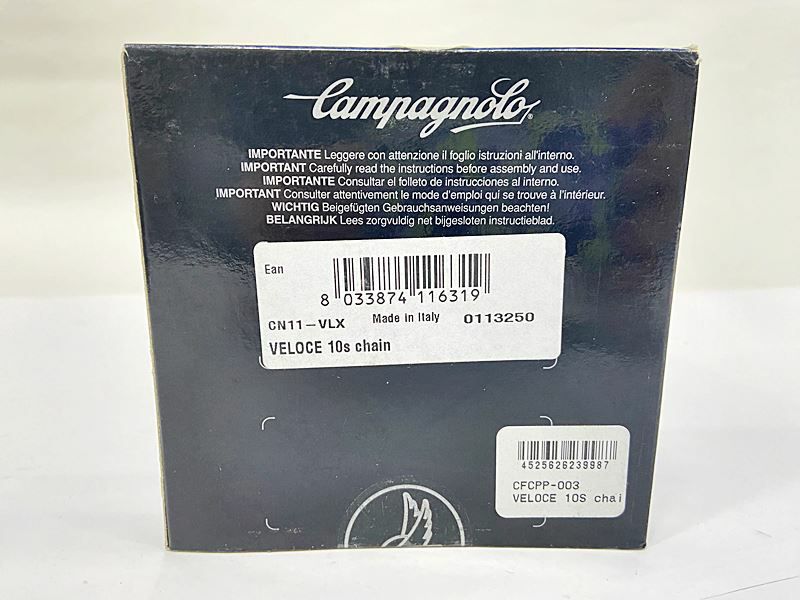 Campagnolo®
IMPORTANTE Leggere con attenzione il foglio istruzioni all'interno.
IMPORTANT Carefully read the instructions before assembly and use.
IMPORTANTE Consultar el folleto de instrucciones al interno.
IMPORTANT Consulter attentivement le mode d'emploi qui se trouve à l'intérieur.
WICHTIG Beigefügten Gebrauchsanweisungen beachten!
BELANGRIJK Lees zorgvuldig net bijgesloten instructieblad.
Ean
8 033874 116319
CN11-VLX Made in Italy 0113250
VELOCE 10s chain
4525626239987
CFCPP-003
VELOCE 10S chai